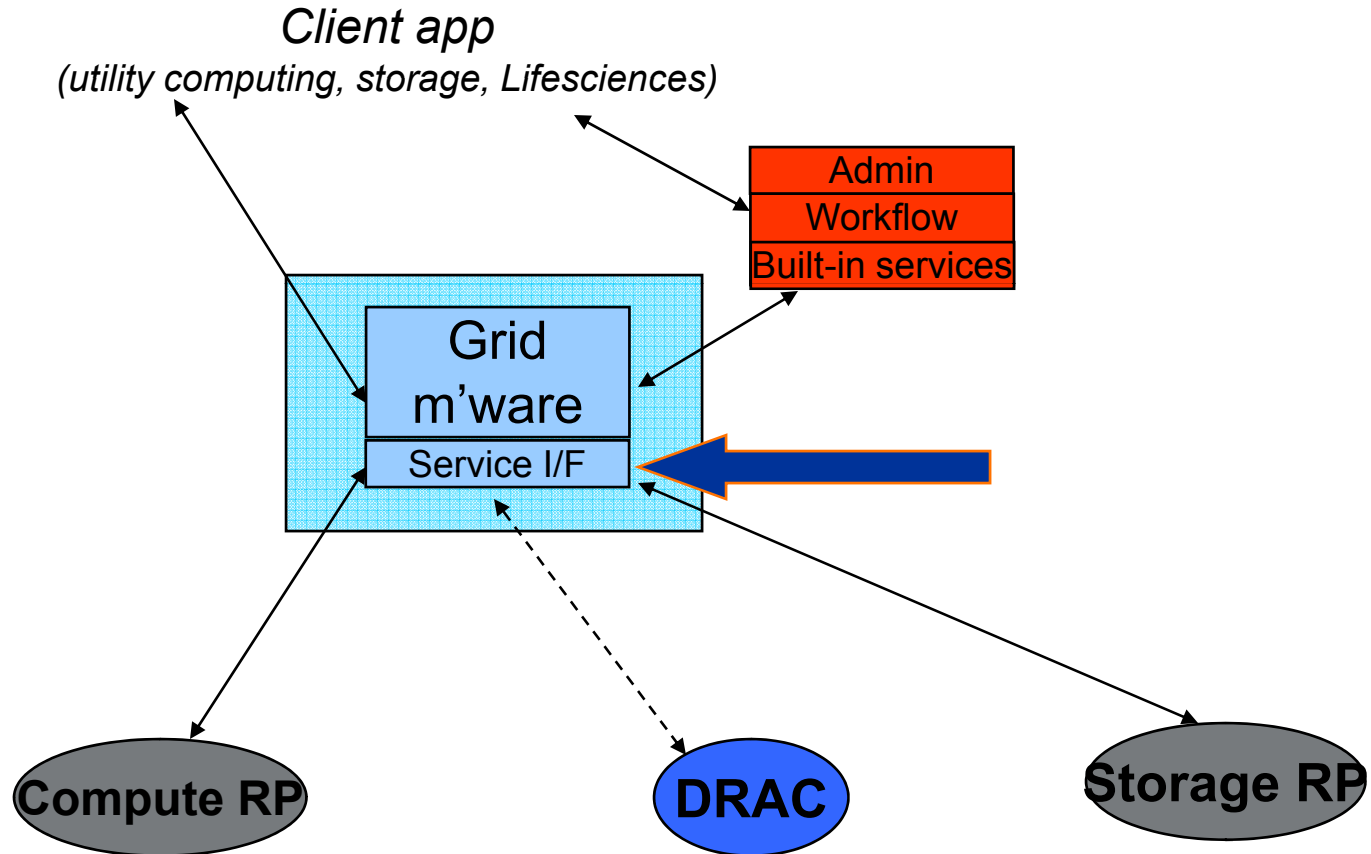 Client app
(utility computing, storage, Lifesciences)
Admin
Workflow
Built-in services
Grid
m’ware
Service I/F
Compute RP
DRAC
Storage RP